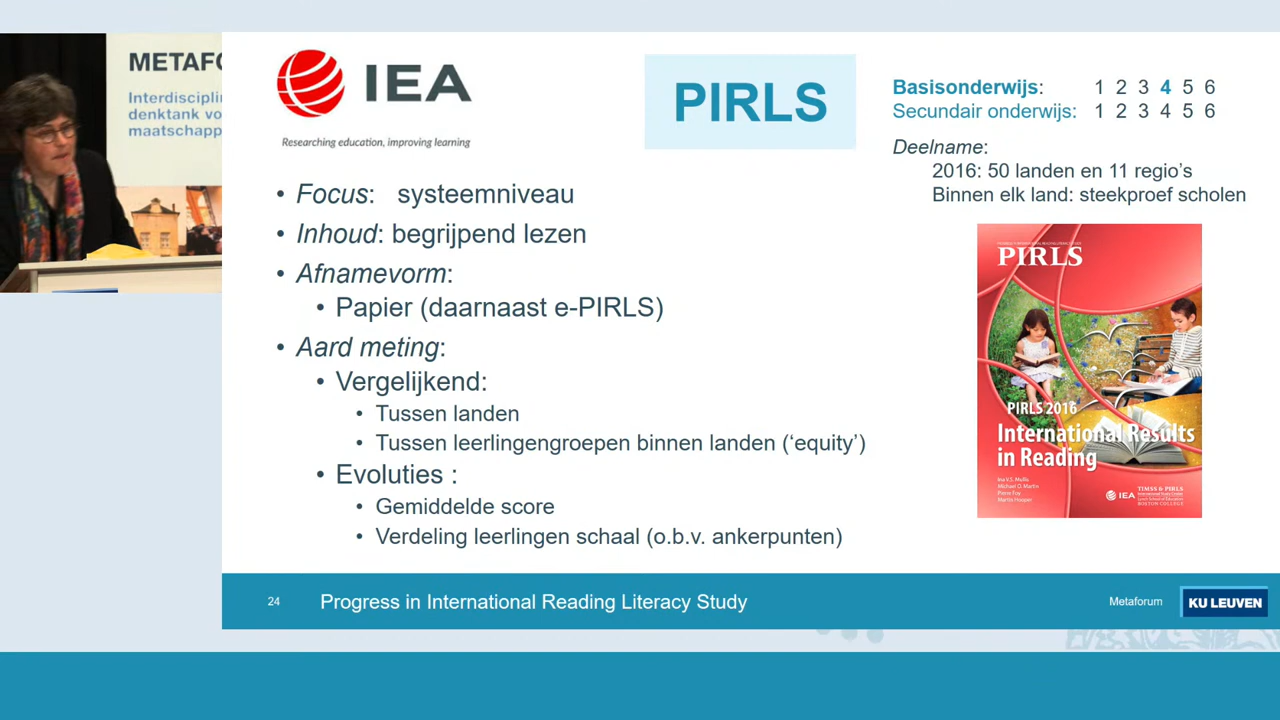 METAFO
Interdisciplin
denktank vo
maatschapp
IEA
Researching education, improving learning
PIRLS
Basisonderwijs: 1 2 3 4 5 6
Secundair onderwijs: 1 2 3 4 5 6
Deelname:
2016: 50 landen en 11 regio’s
Binnen elk land: steekproef scholen
• Focus: systeemniveau
• Inhoud: begrijpend lezen
• Afnamevorm:
• Papier (daarnaast e-PIRLS)
• Aard meting:
• Vergelijkend:
• Tussen landen
• Tussen leerlingengroepen binnen landen (‘equity’)
• Evoluties :
• Gemiddelde score
• Verdeling leerlingen schaal (o.b.v. ankerpunten)
PIRLS
PIRLS 2016
International Results
in Reading
Ina V.S. Mullis
Michael O. Martin
Pierre Foy
Martin Hooper
IEA
TIMSS & PIRLS
International Study Center
Lynch School of Education
BOSTON COLLEGE
24
Progress in International Reading Literacy Study
Metaforum
KU LEUVEN